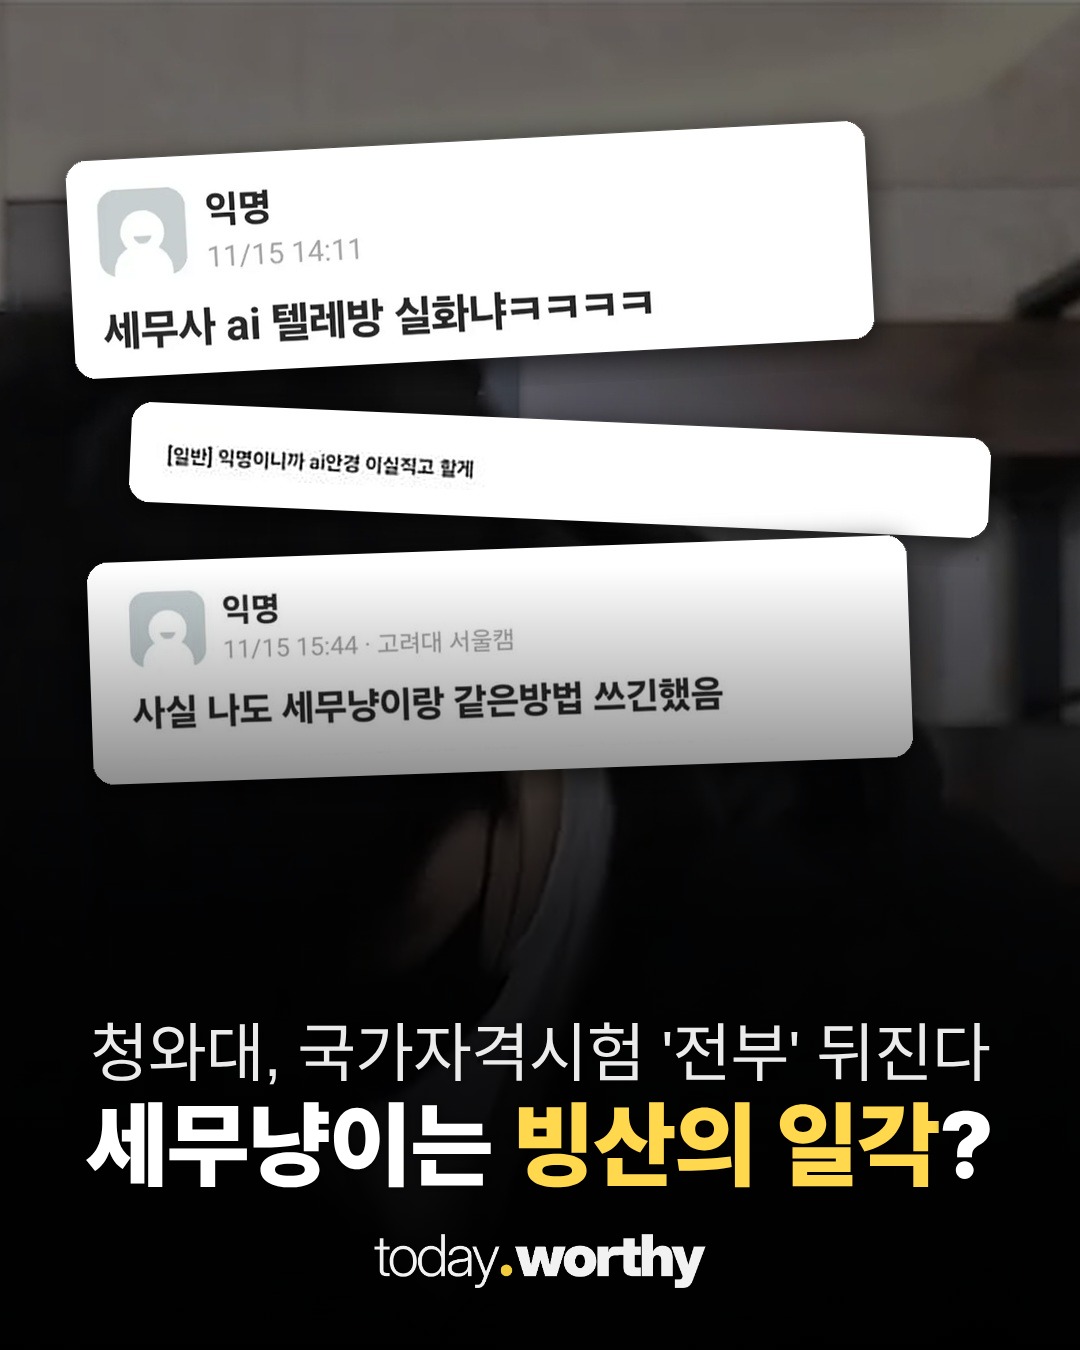 익명
11/15 14:11
세무사 ai 텔레방 실화냐ㅋㅋㅋㅋ
[일반] 익명이니까 ai안경 이실직고 할게
익명
11/15 15:44 · 고려대 서울캠
사실 나도 세무냥이랑 같은방법 쓰긴했음
청와대, 국가자격시험 '전부' 뒤진다
세무냥이는 빙산의 일각?
today.worthy